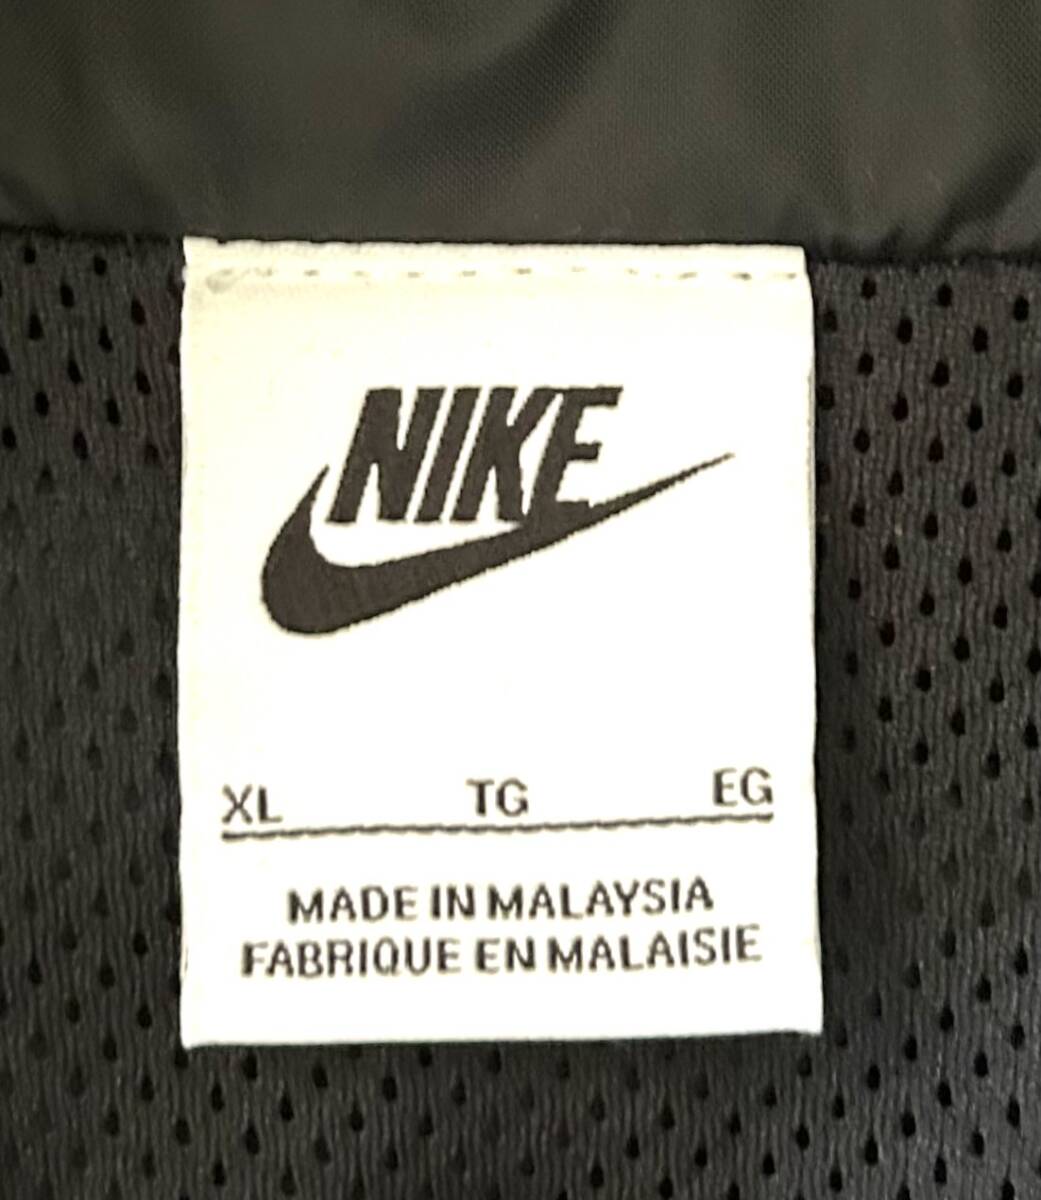 NIKE
XL TG EG
MADE IN MALAYSIA
FABRIQUE EN MALAISIE